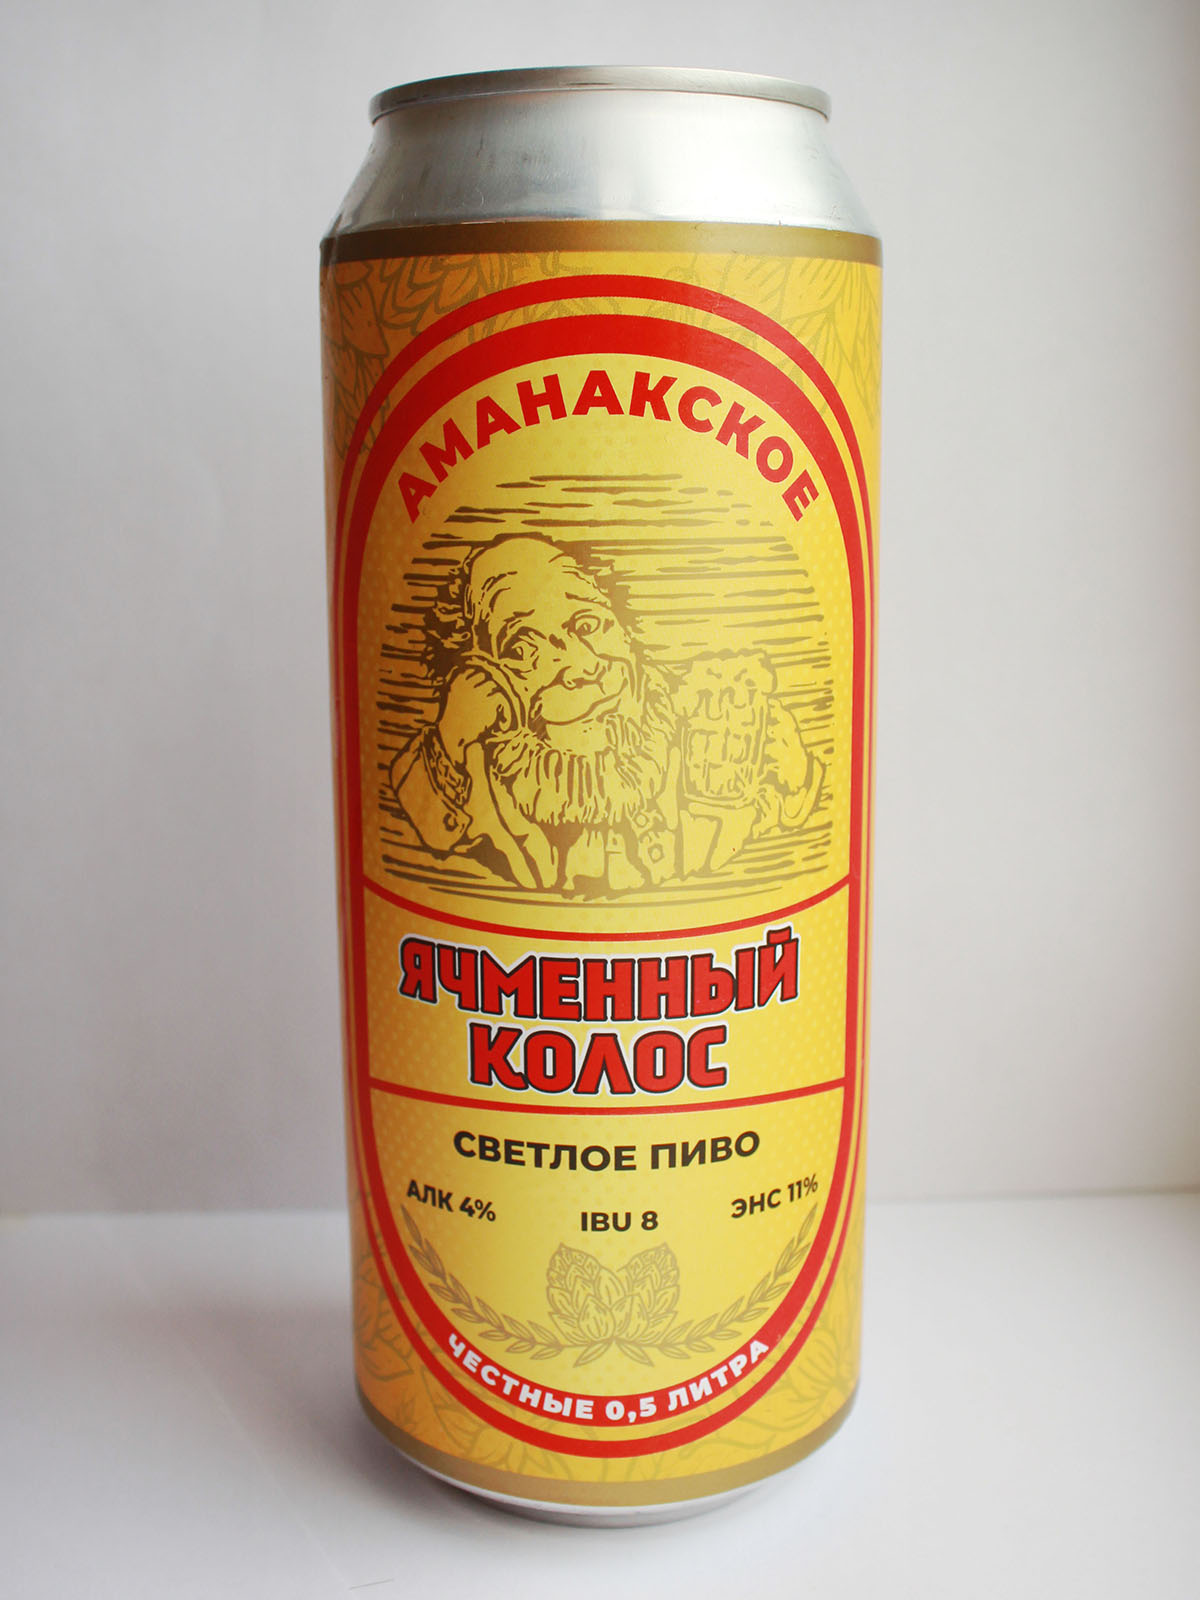 АМАНАКСКОЕ
ЯЧМЕННЫЙ
КОЛОС
СВЕТЛОЕ ПИВО
АЛК 4% IBU 8 ЭНС 11%
ЧЕСТНЫЕ 0,5 ЛИТРА